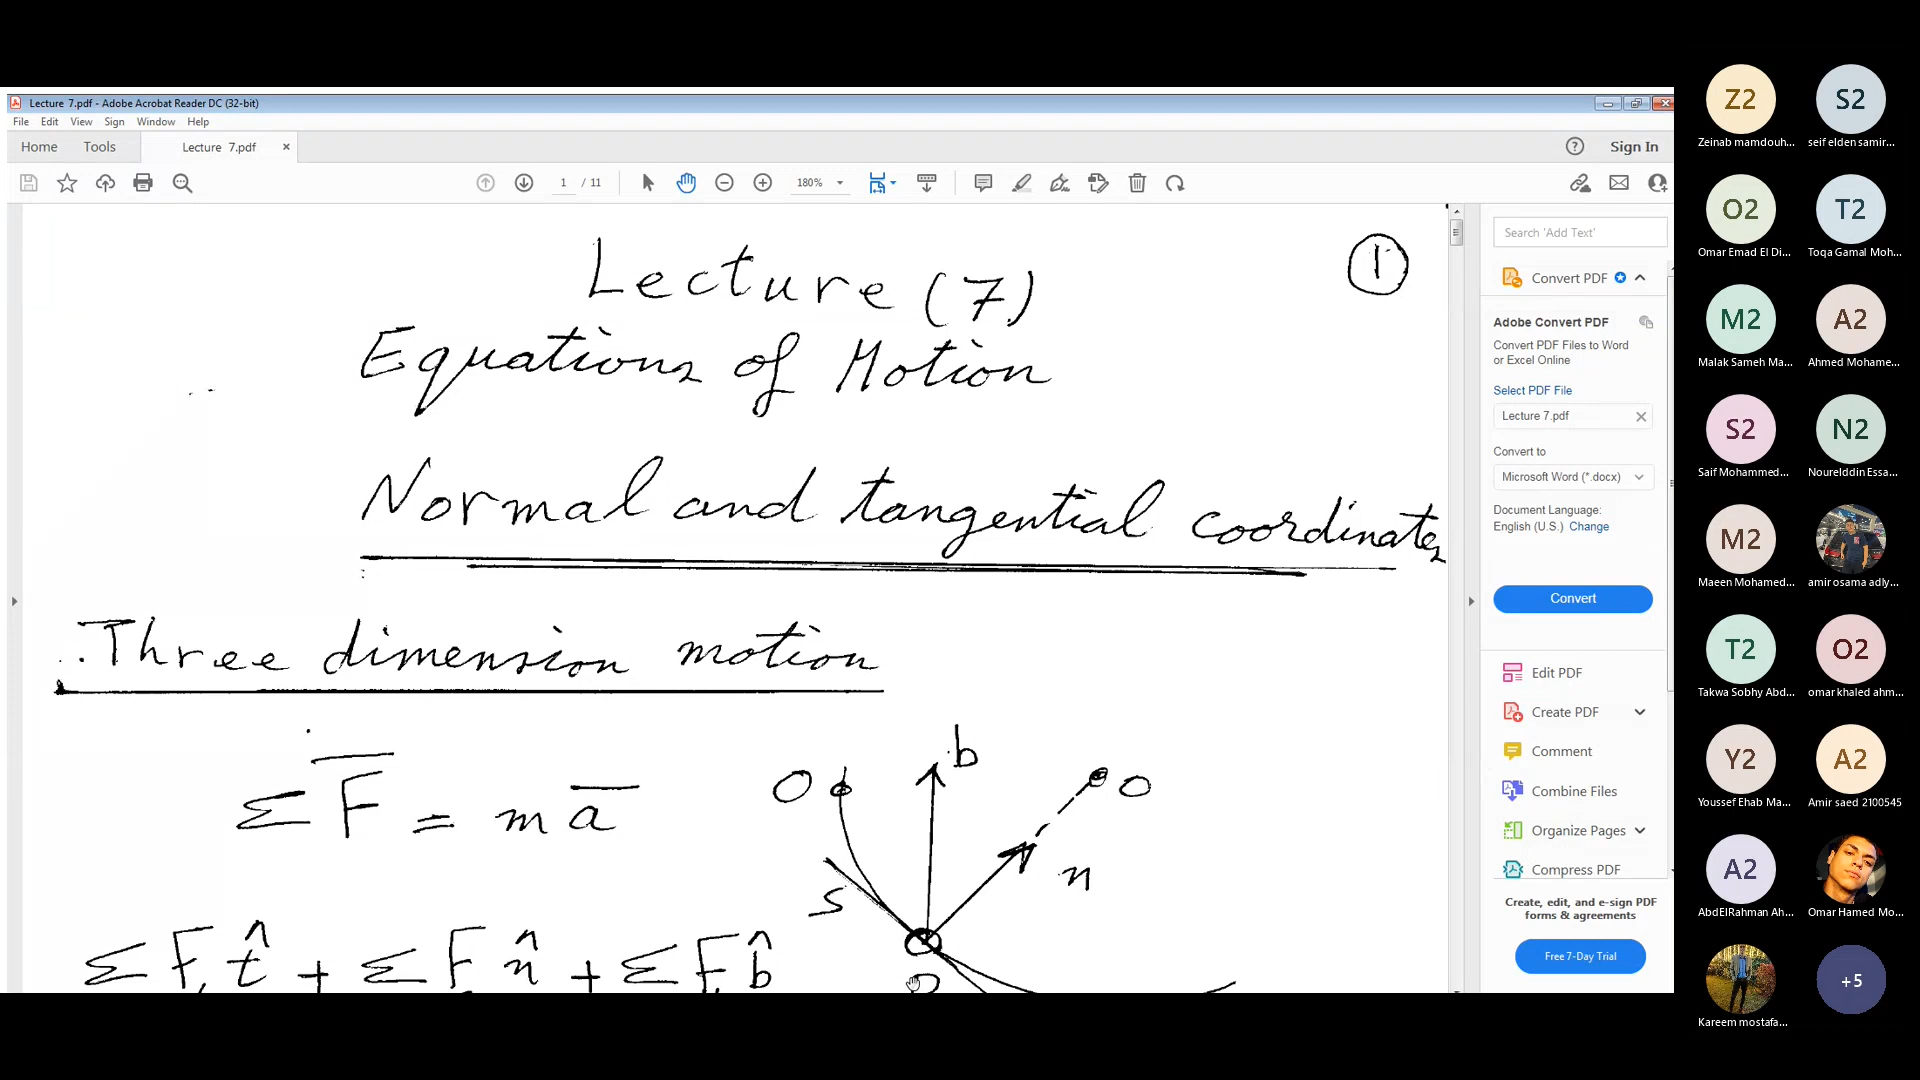 Lecture 7.pdf - Adobe Acrobat Reader DC (32-bit)
File Edit View Sign Window Help
Home Tools Lecture 7.pdf × Sign In
1 / 11 180%
Lecture (7)
1
Equations of Motion
Normal and tangential coordinates
Three dimension motion
Σ F̅ = m a̅
O b O
n
S
Σ F t̂ + Σ F n̂ + Σ F b̂
Search 'Add Text'
Convert PDF
Adobe Convert PDF
Convert PDF Files to Word
or Excel Online
Select PDF File
Lecture 7.pdf
Convert to
Microsoft Word (*.docx)
Document Language:
English (U.S.) Change
Convert
Edit PDF
Create PDF
Comment
Combine Files
Organize Pages
Compress PDF
Create, edit, and e-sign PDF
forms & agreements
Free 7-Day Trial
Z2 S2
Zeinab mamdouh... seif elden samir...
O2 T2
Omar Emad El Di... Toqa Gamal Moh...
M2 A2
Malak Sameh Ma... Ahmed Mohame...
S2 N2
Saif Mohammed... Nourelddin Essa...
M2
Maeen Mohamed... amir osama adly...
T2 O2
Takwa Sobhy Abd... omar khaled ahm...
Y2 A2
Youssef Ehab Ma... Amir saed 2100545
A2
AbdElRahman Ah... Omar Hamed Mo...
+5
Kareem mostafa...